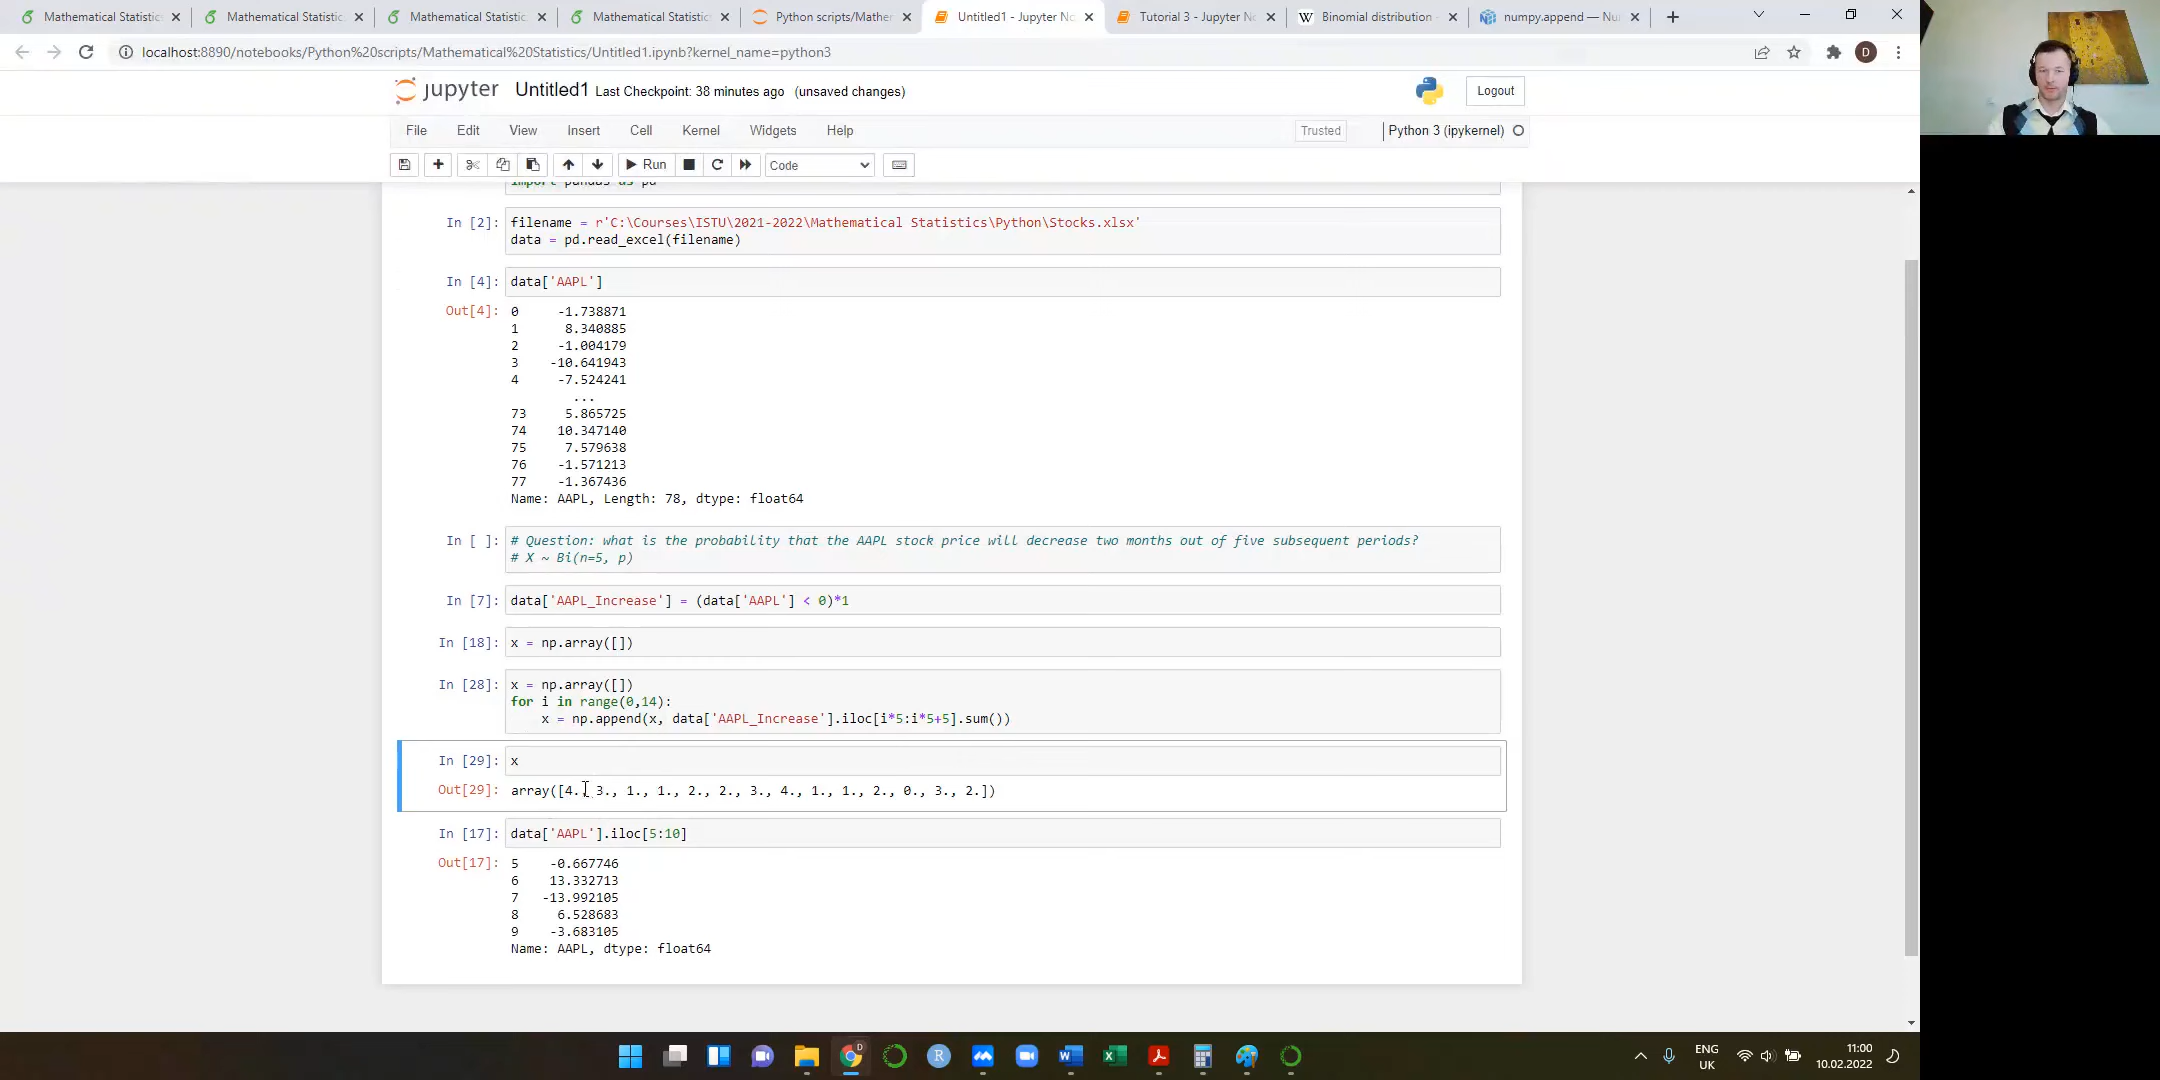 Mathematical Statistic
Mathematical Statistic
Mathematical Statistic
Mathematical Statistic
Python scripts/Mather
Untitled1 - Jupyter No
Tutorial 3 - Jupyter No
W Binomial distribution -
numpy.append — Nu
localhost:8890/notebooks/Python%20scripts/Mathematical%20Statistics/Untitled1.ipynb?kernel_name=python3
D
jupyter Untitled1 Last Checkpoint: 38 minutes ago (unsaved changes)
Logout
File Edit View Insert Cell Kernel Widgets Help
Trusted
Python 3 (ipykernel)
Run
Code
import pandas as pd
In [2]: filename = r'C:\Courses\ISTU\2021-2022\Mathematical Statistics\Python\Stocks.xlsx'
data = pd.read_excel(filename)
In [4]: data['AAPL']
Out[4]: 0 -1.738871
1 8.340885
2 -1.004179
3 -10.641943
4 -7.524241
...
73 5.865725
74 10.347140
75 7.579638
76 -1.571213
77 -1.367436
Name: AAPL, Length: 78, dtype: float64
In [ ]: # Question: what is the probability that the AAPL stock price will decrease two months out of five subsequent periods?
# X ~ Bi(n=5, p)
In [7]: data['AAPL_Increase'] = (data['AAPL'] < 0)*1
In [18]: x = np.array([])
In [28]: x = np.array([])
for i in range(0,14):
x = np.append(x, data['AAPL_Increase'].iloc[i*5:i*5+5].sum())
In [29]: x
Out[29]: array([4., 3., 1., 1., 2., 2., 3., 4., 1., 1., 2., 0., 3., 2.])
In [17]: data['AAPL'].iloc[5:10]
Out[17]: 5 -0.667746
6 13.332713
7 -13.992105
8 6.528683
9 -3.683105
Name: AAPL, dtype: float64
ENG
UK
11:00
10.02.2022